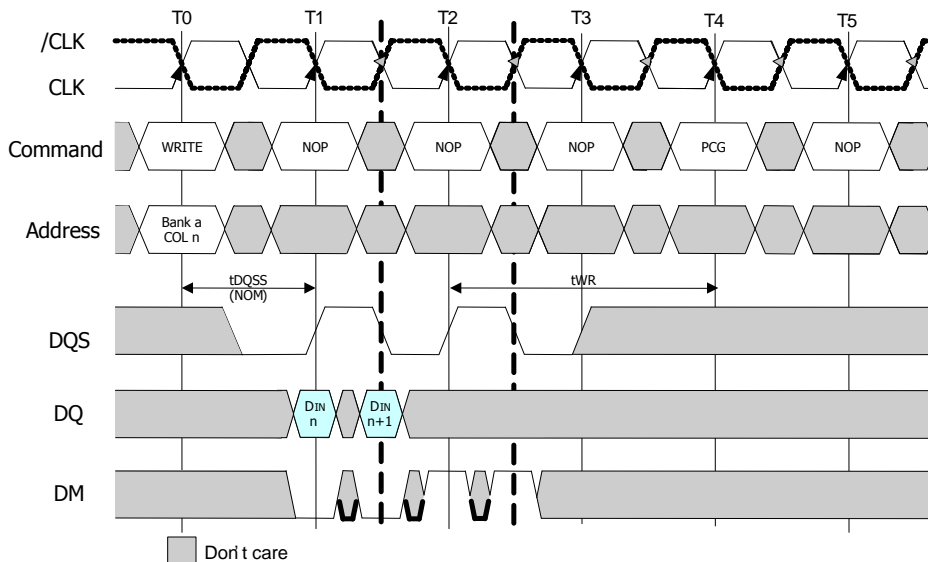 T0 T1 T2 T3 T4 T5
/CLK
CLK
Command WRITE NOP NOP NOP PCG NOP
Address Bank a
COL n
tDQSS
(NOM)
tWR
DQS
DQ DIN
n
DIN
n+1
DM
Don't care